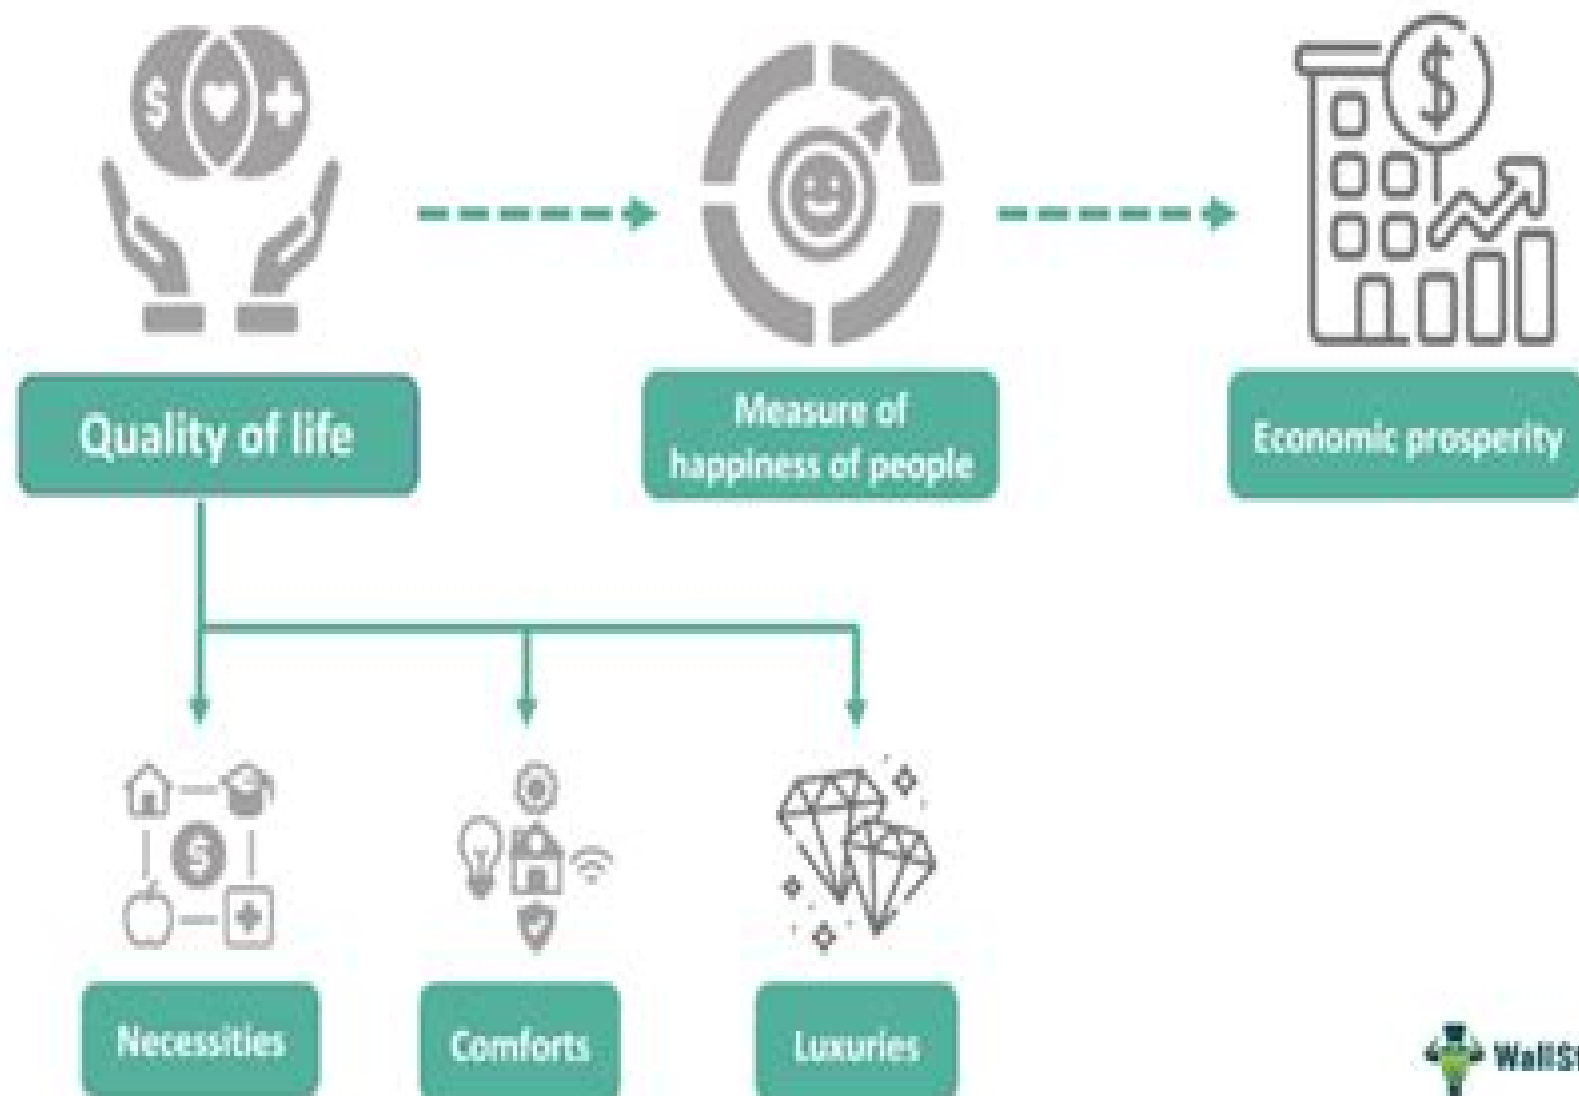 Quality of life
Measure of
happiness of people
Economic prosperity
Necessities
Comforts
Luxuries